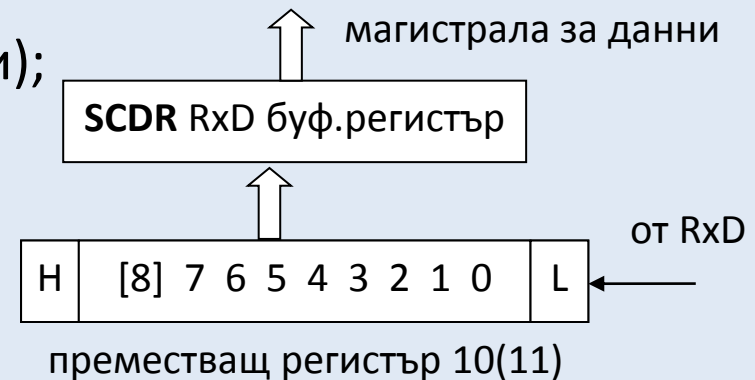 магистрала за данни
и);
SCDR RxD буф.регистър
от RxD
H [8] 7 6 5 4 3 2 1 0 L
преместващ регистър 10(11)